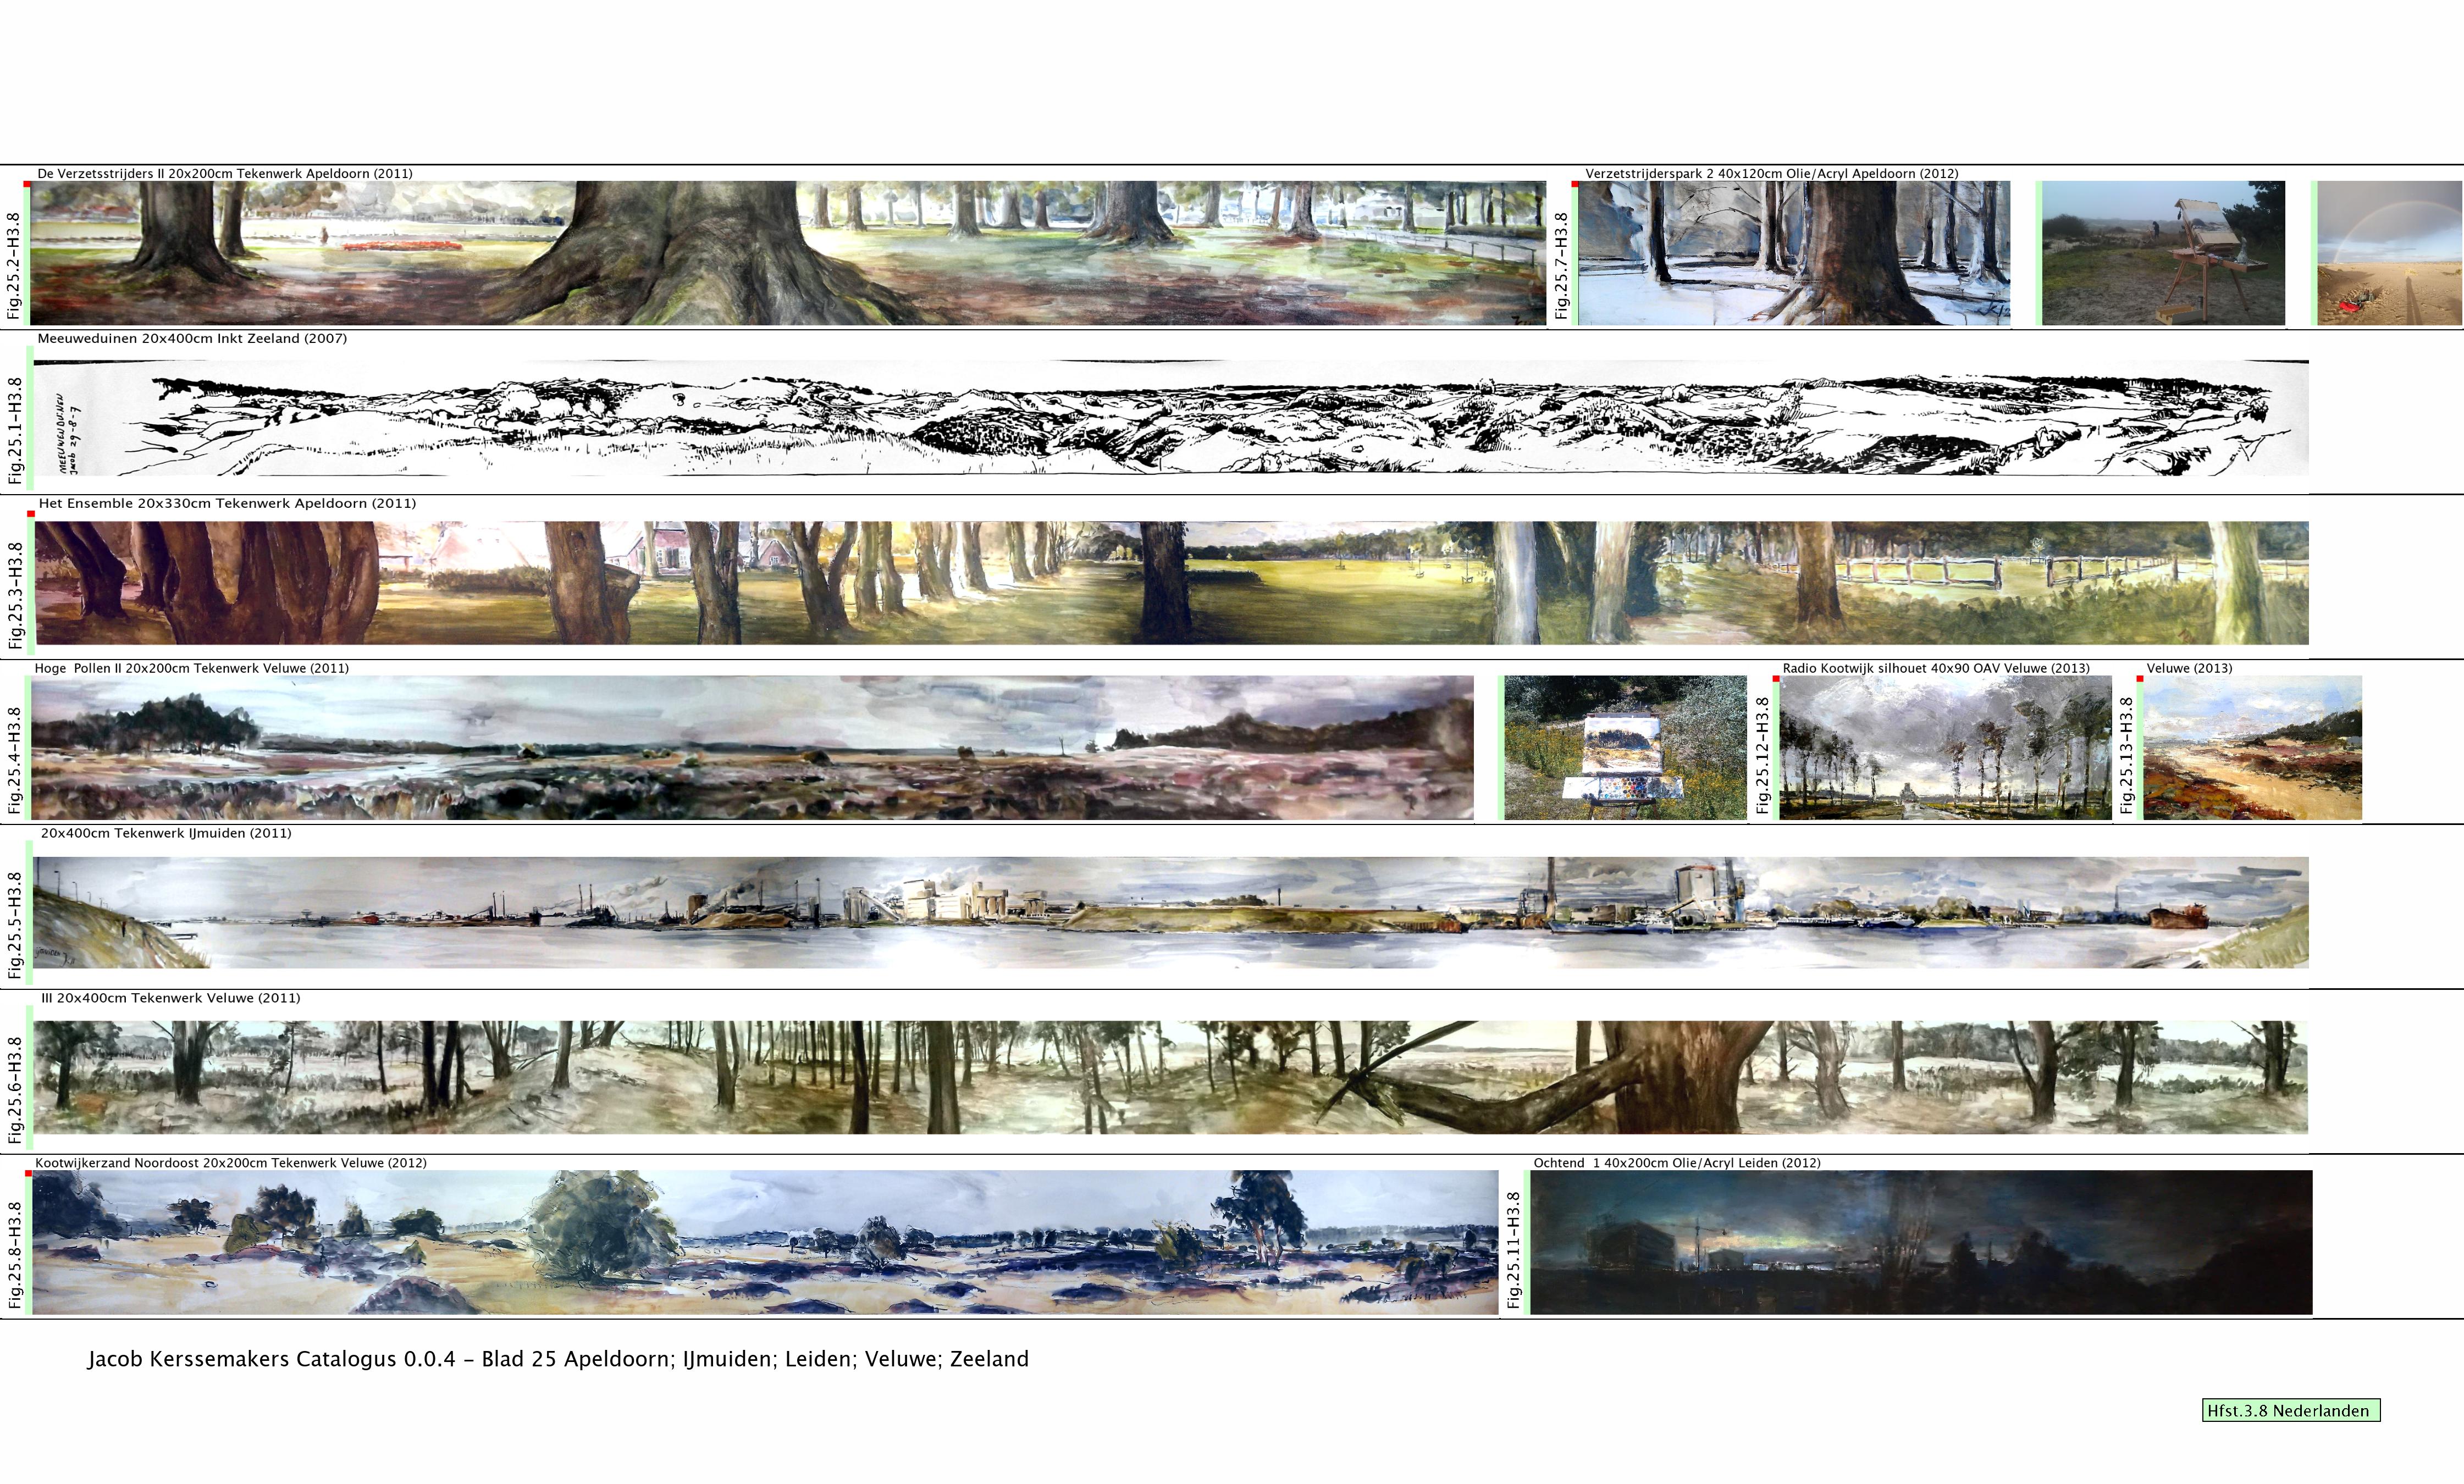 De Verzetsstrijders II 20x200cm Tekenwerk Apeldoorn (2011)
Fig.25.2-H3.8
Verzetstrijderspark 2 40x120cm Olie/Acryl Apeldoorn (2012)
Fig.25.7-H3.8
Meeuweduinen 20x400cm Inkt Zeeland (2007)
Fig.25.1-H3.8
MEEUWENDUINEN
JACOB 29-8-7
Het Ensemble 20x330cm Tekenwerk Apeldoorn (2011)
Fig.25.3-H3.8
Hoge Pollen II 20x200cm Tekenwerk Veluwe (2011)
Fig.25.4-H3.8
Radio Kootwijk silhouet 40x90 OAV Veluwe (2013)
Fig.25.12-H3.8
Veluwe (2013)
Fig.25.13-H3.8
20x400cm Tekenwerk IJmuiden (2011)
Fig.25.5-H3.8
III 20x400cm Tekenwerk Veluwe (2011)
Fig.25.6-H3.8
Kootwijkerzand Noordoost 20x200cm Tekenwerk Veluwe (2012)
Fig.25.8-H3.8
Ochtend 1 40x200cm Olie/Acryl Leiden (2012)
Fig.25.11-H3.8
Jacob Kerssemakers Catalogus 0.0.4 - Blad 25 Apeldoorn; IJmuiden; Leiden; Veluwe; Zeeland
Hfst.3.8 Nederlanden